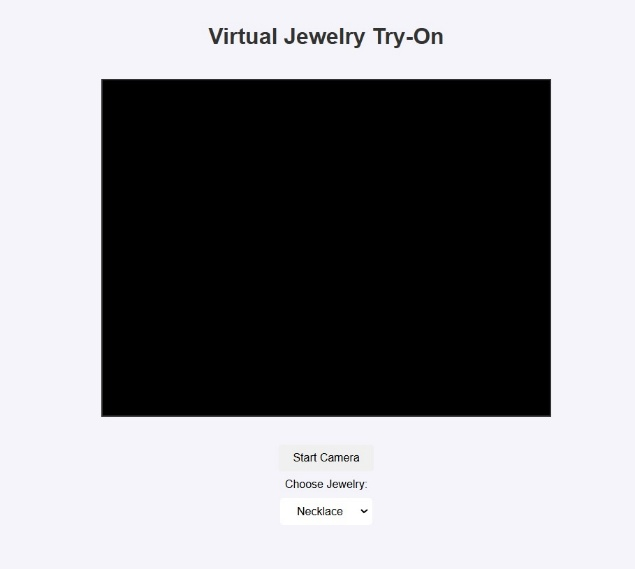 Virtual Jewelry Try-On
Start Camera
Choose Jewelry:
Necklace